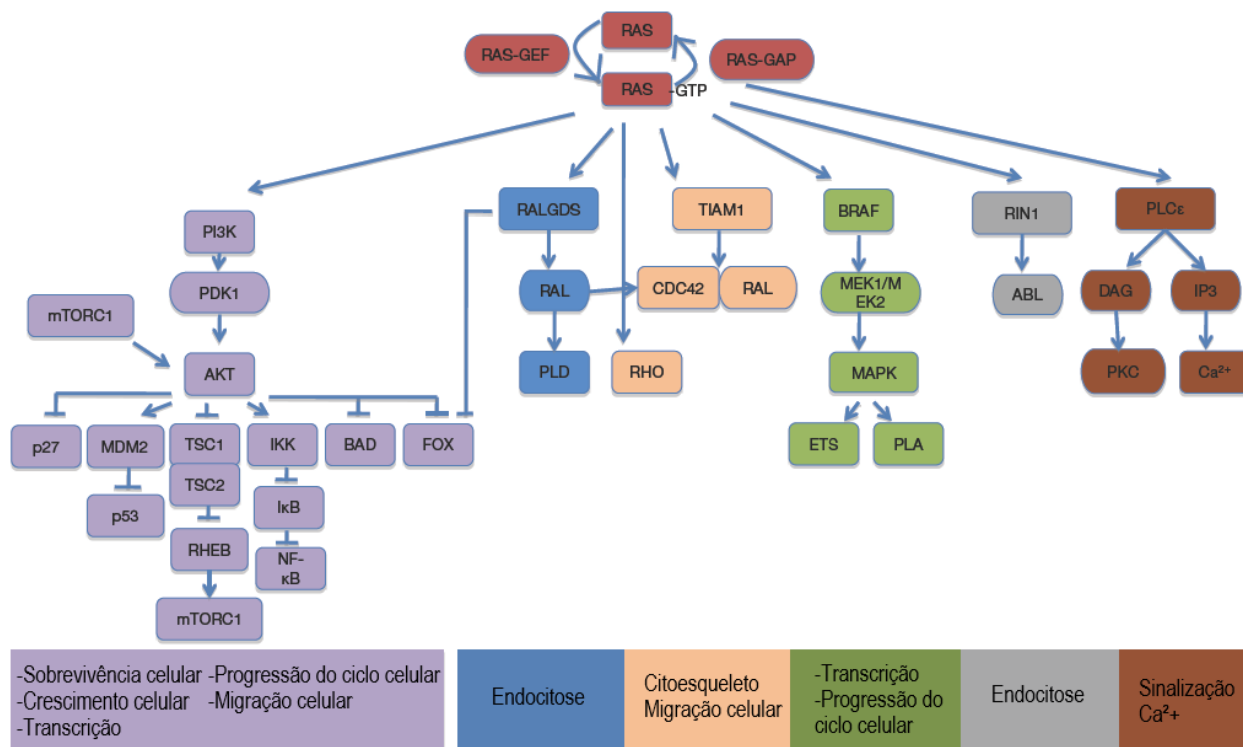 RAS
RAS-GEF
RAS-GAP
RAS
-GTP
RALGDS
TIAM1
BRAF
RIN1
PLCε
PI3K
PDK1
RAL
CDC42
RAL
MEK1/M
EK2
ABL
DAG
IP3
mTORC1
AKT
PLD
RHO
MAPK
PKC
Ca²⁺
p27
MDM2
TSC1
IKK
BAD
FOX
ETS
PLA
TSC2
p53
IκB
RHEB
NF-
κB
mTORC1
-Sobrevivência celular -Progressão do ciclo celular
-Crescimento celular -Migração celular
-Transcrição
Endocitose
Citoesqueleto
Migração celular
-Transcrição
-Progressão do
ciclo celular
Endocitose
Sinalização
Ca²+